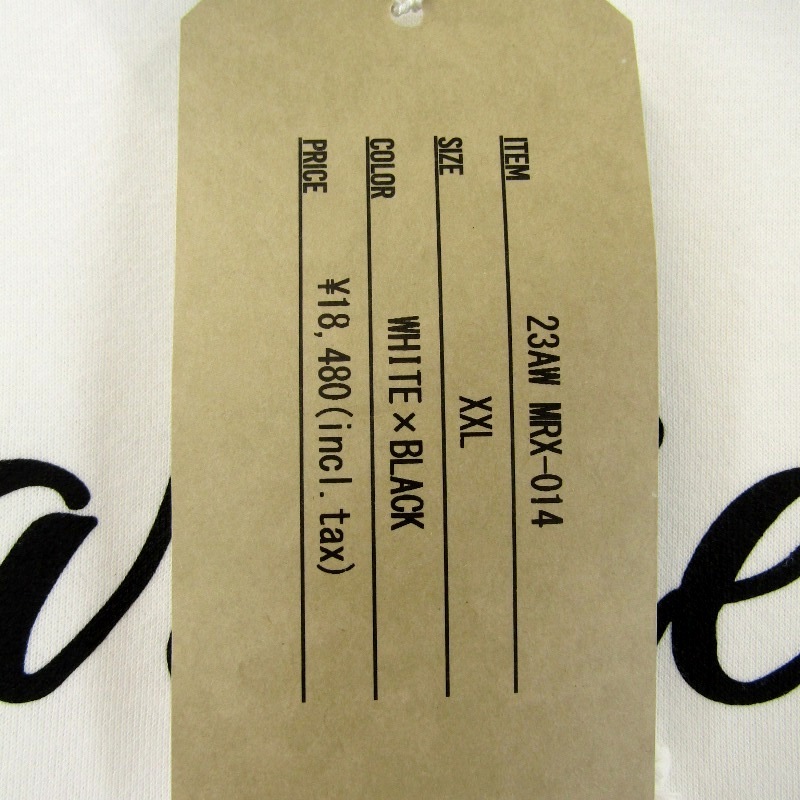 ITEM 23AW MRX-014
SIZE XXL
COLOR WHITE×BLACK
PRICE ¥18,480(incl.tax)